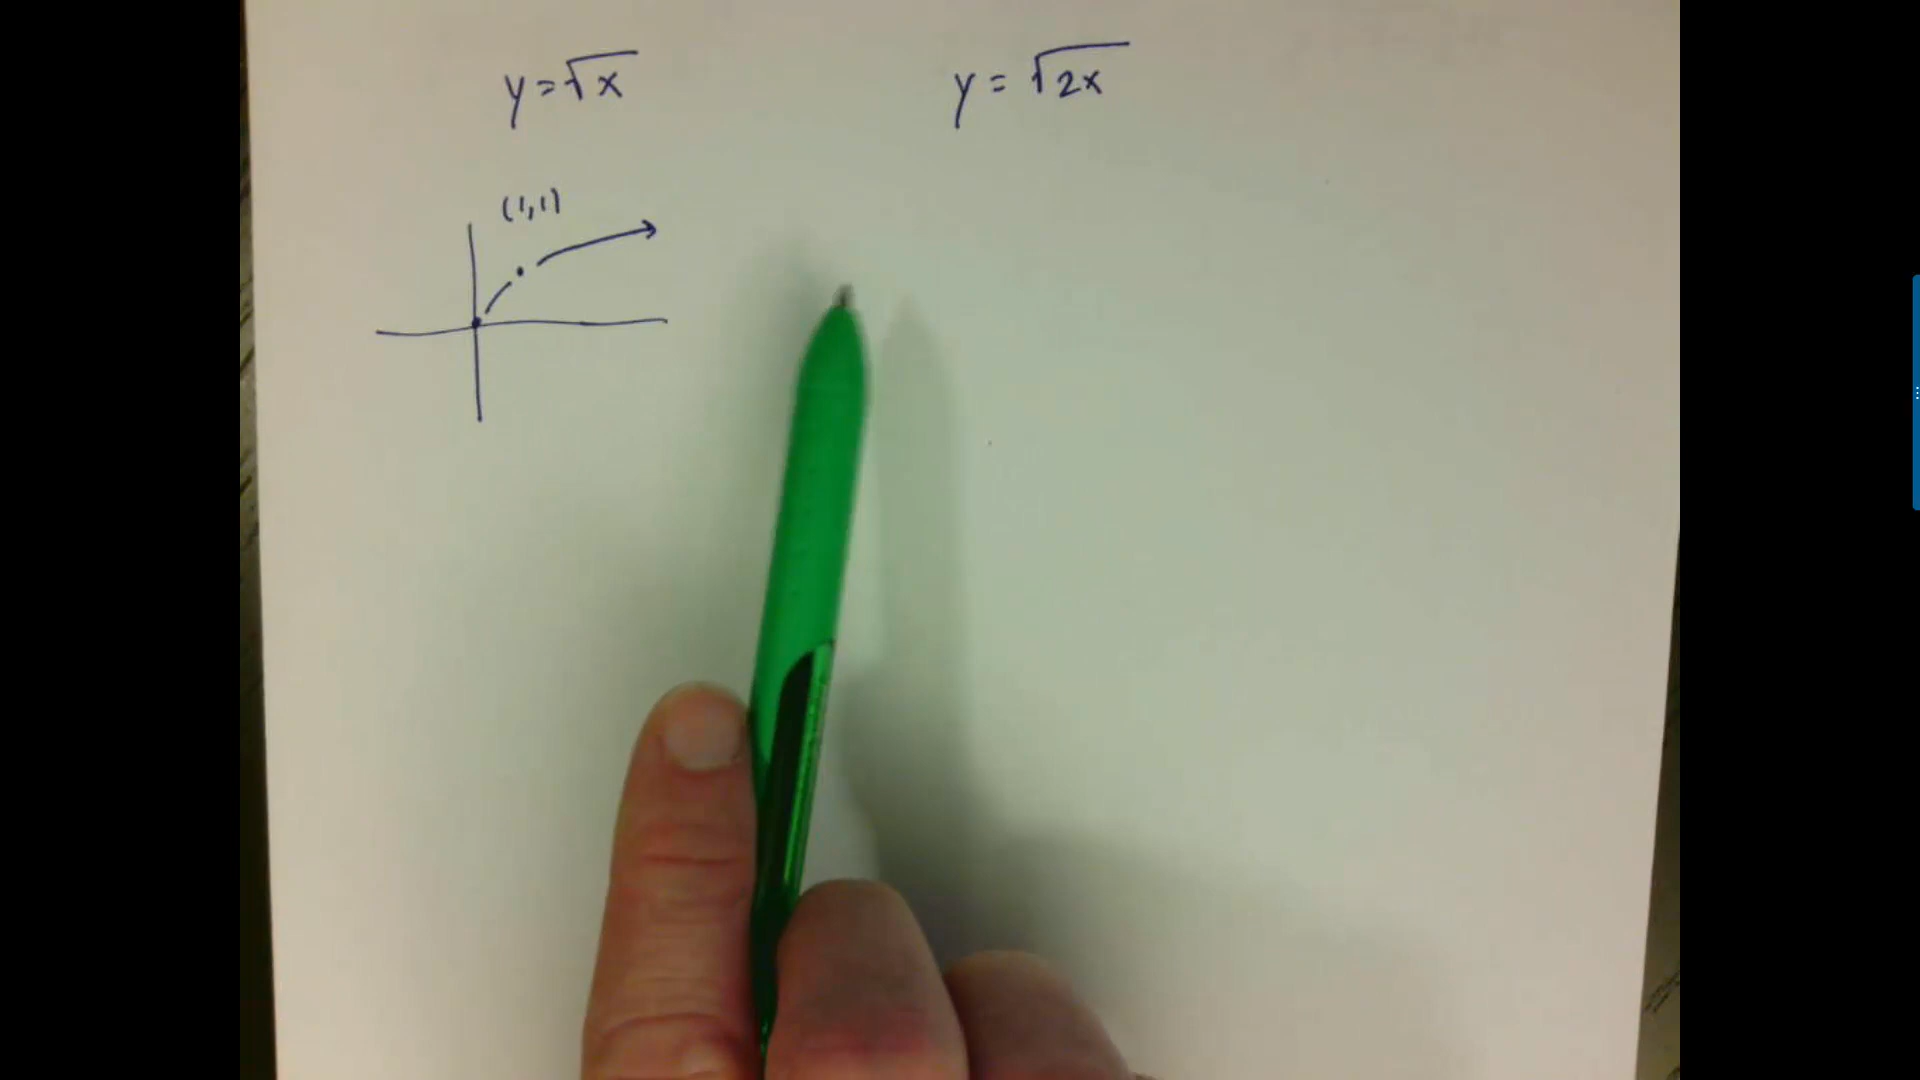 y = √x
y = √2x
(1,1)